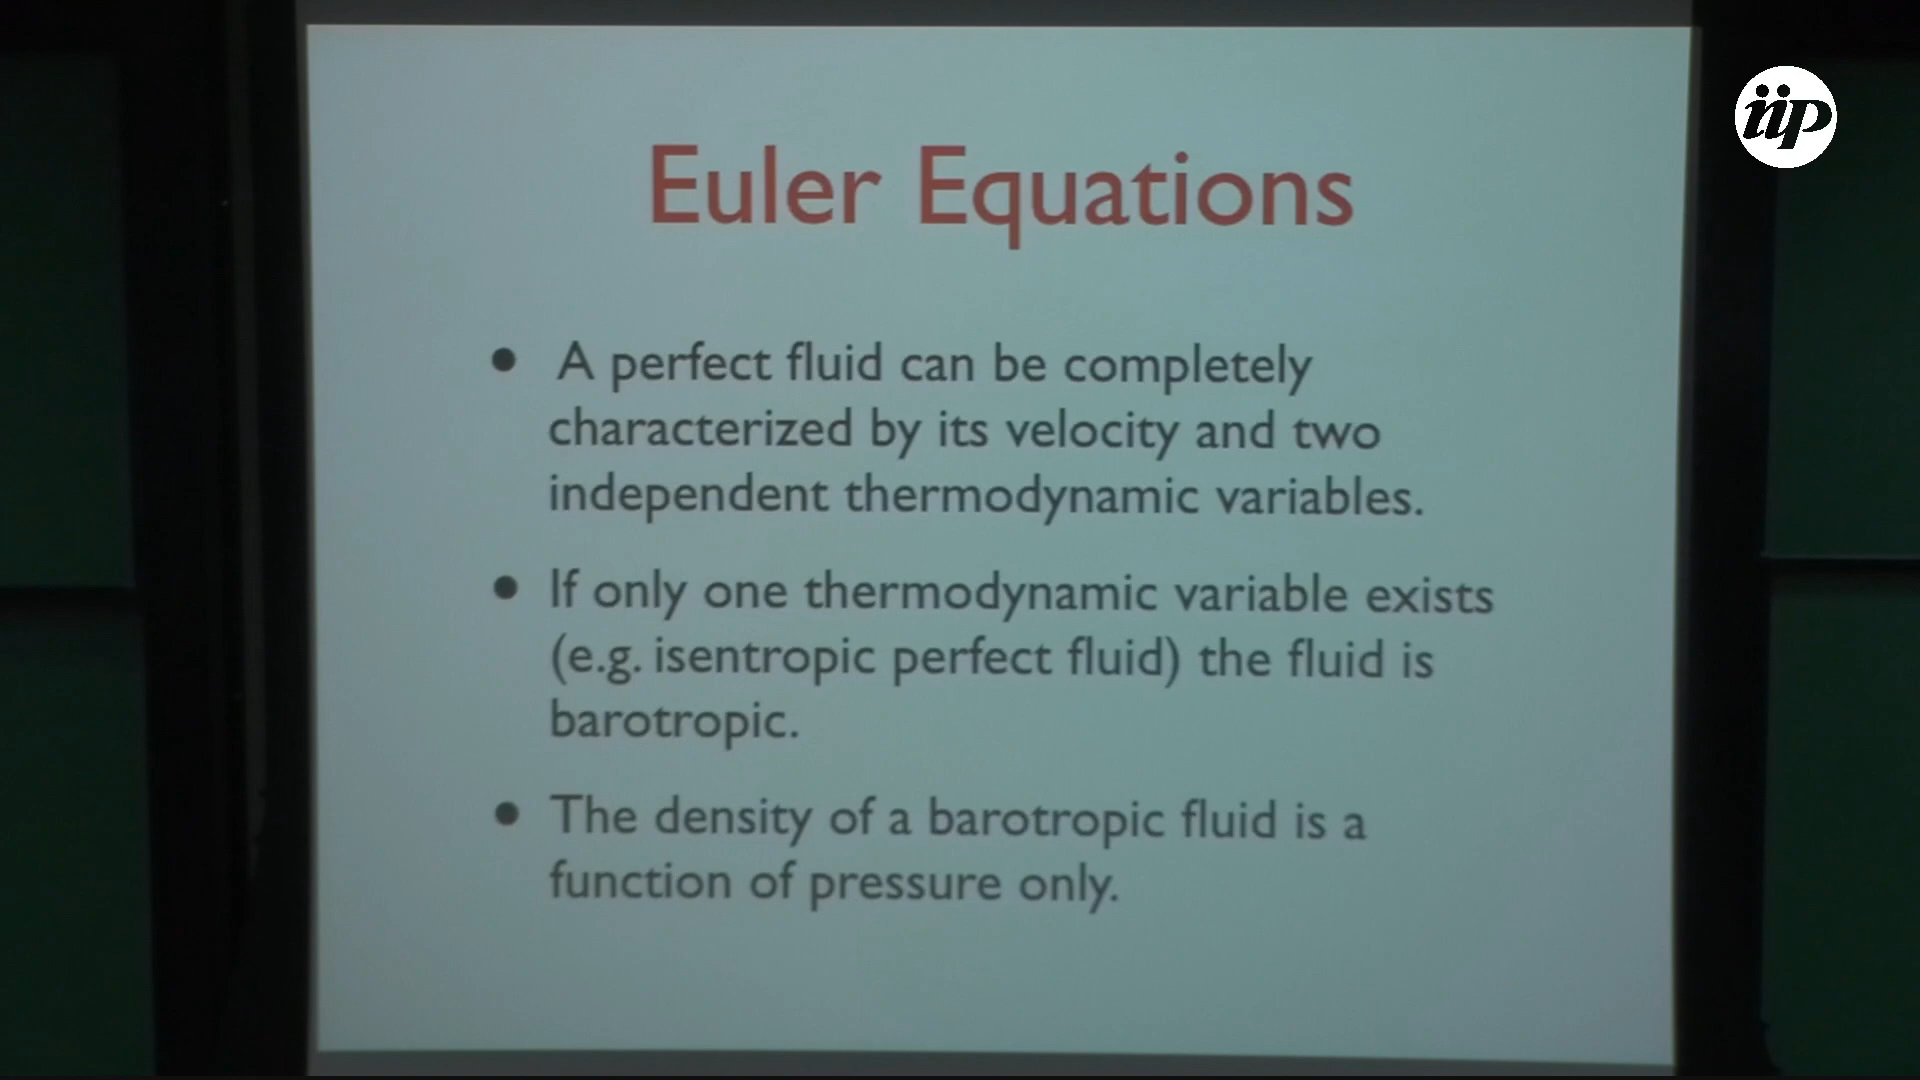 iip
Euler Equations
• A perfect fluid can be completely
characterized by its velocity and two
independent thermodynamic variables.
• If only one thermodynamic variable exists
(e.g. isentropic perfect fluid) the fluid is
barotropic.
• The density of a barotropic fluid is a
function of pressure only.